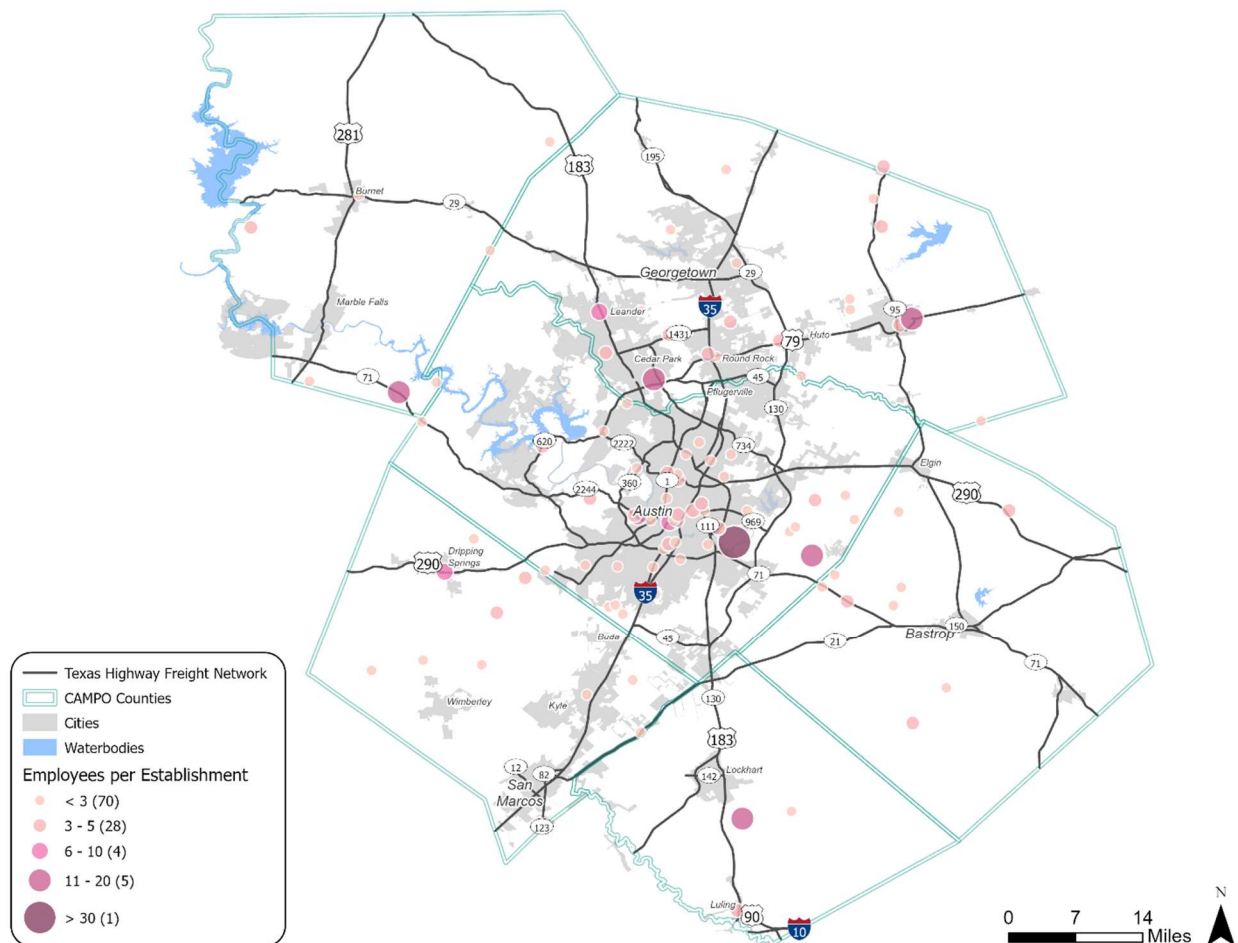 281
183
195
Burnet
29
Georgetown
29
Marble Falls
Leander
35
95
1431
79
Hutto
Cedar Park
Round Rock
71
45
Pflugerville
130
620
2222
734
Elgin
360
1
2244
290
Austin
111
969
Dripping
Springs
290
71
35
150
Bastrop
Buda
45
21
71
Wimberley
Kyle
130
183
12
82
142
Lockhart
San
Marcos
123
Luling
90
10
Texas Highway Freight Network
CAMPO Counties
Cities
Waterbodies
Employees per Establishment
< 3 (70)
3 - 5 (28)
6 - 10 (4)
11 - 20 (5)
> 30 (1)
0 7 14
Miles
N